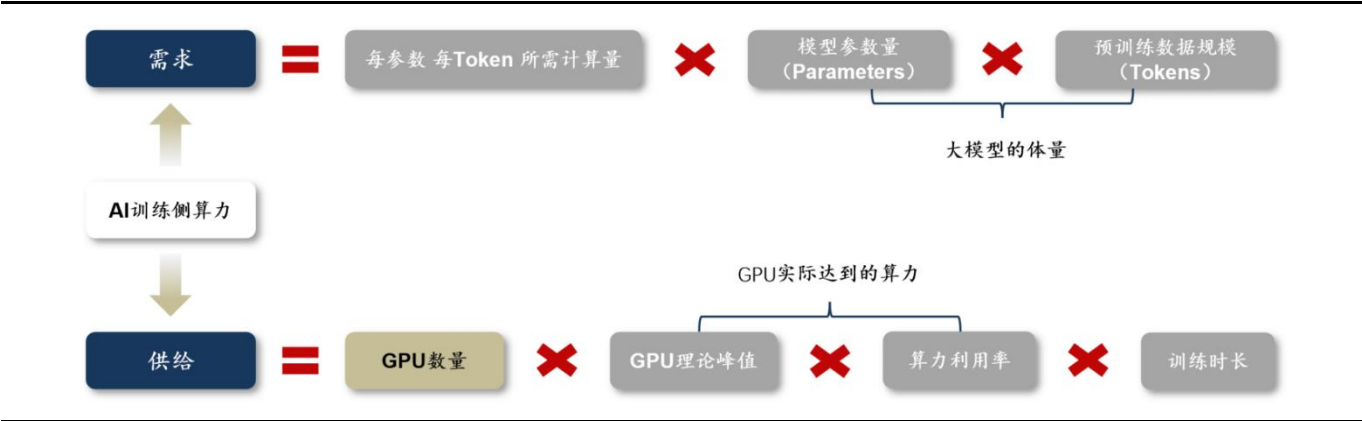 需求
每参数 每Token 所需计算量
模型参数量
（Parameters）
预训练数据规模
（Tokens）
大模型的体量
AI训练侧算力
GPU实际达到的算力
供给
GPU数量
GPU理论峰值
算力利用率
训练时长